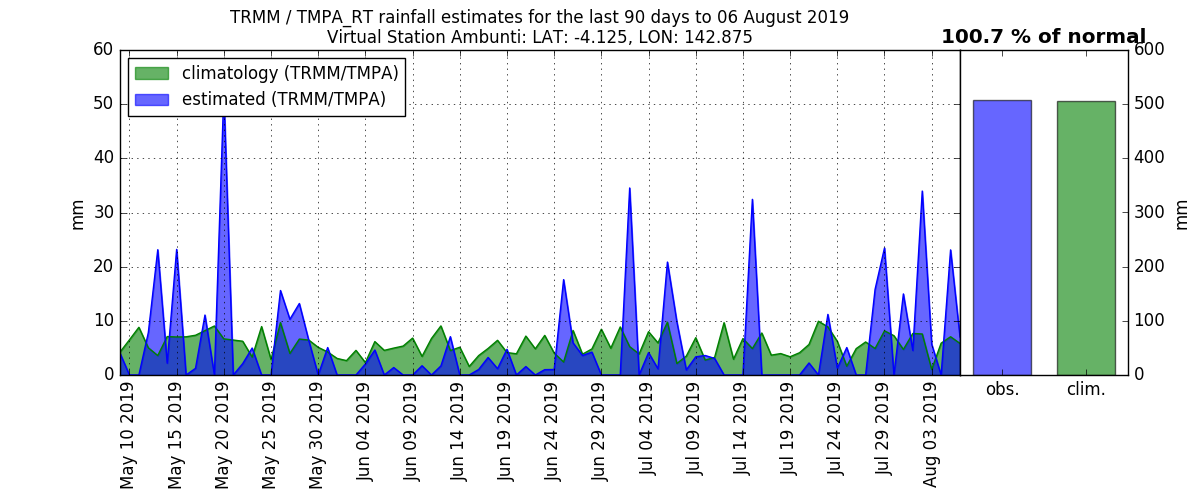 TRMM / TMPA_RT rainfall estimates for the last 90 days to 06 August 2019
Virtual Station Ambunti: LAT: -4.125, LON: 142.875
100.7 % of normal
climatology (TRMM/TMPA)
estimated (TRMM/TMPA)
60
50
40
30
20
10
0
mm
600
500
400
300
200
100
0
mm
May 10 2019
May 15 2019
May 20 2019
May 25 2019
May 30 2019
Jun 04 2019
Jun 09 2019
Jun 14 2019
Jun 19 2019
Jun 24 2019
Jun 29 2019
Jul 04 2019
Jul 09 2019
Jul 14 2019
Jul 19 2019
Jul 24 2019
Jul 29 2019
Aug 03 2019
obs.
clim.